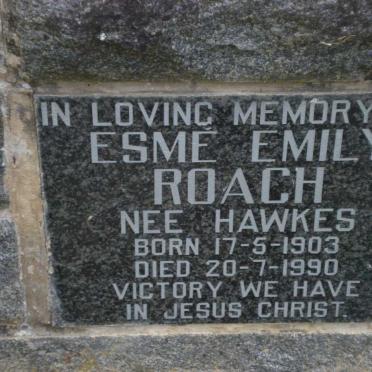 IN LOVING MEMORY
ESMÉ EMILY
ROACH
NEE HAWKES
BORN 17-5-1903
DIED 20-7-1990
VICTORY WE HAVE
IN JESUS CHRIST.